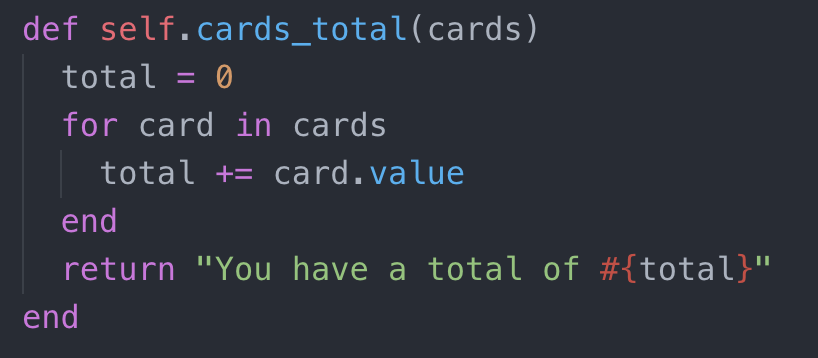 def self.cards_total(cards)
  total = 0
  for card in cards
    total += card.value
  end
  return "You have a total of #{total}"
end